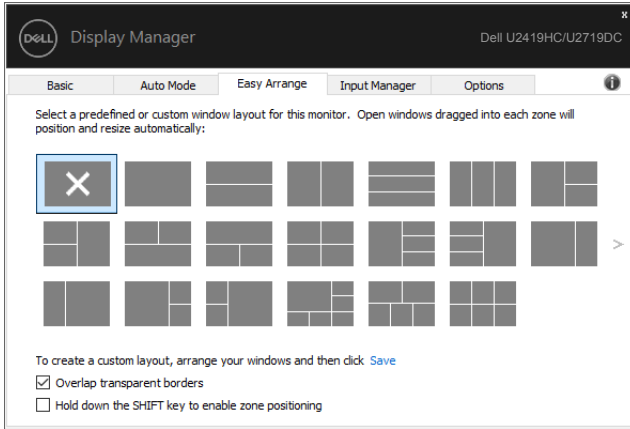 x
DELL Display Manager Dell U2419HC/U2719DC
Basic Auto Mode Easy Arrange Input Manager Options i
Select a predefined or custom window layout for this monitor. Open windows dragged into each zone will
position and resize automatically:
>
To create a custom layout, arrange your windows and then click Save
Overlap transparent borders
Hold down the SHIFT key to enable zone positioning